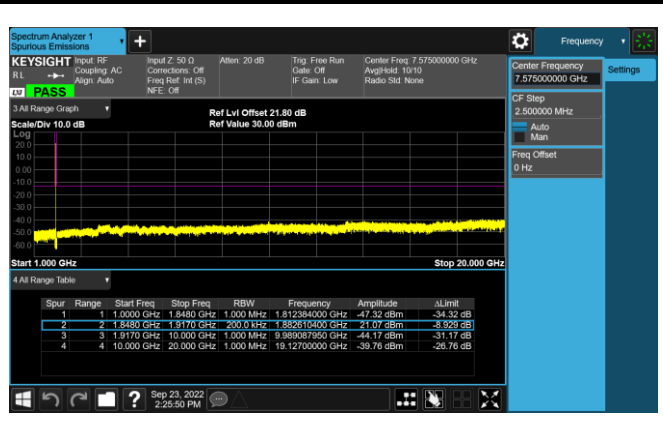 Spectrum Analyzer 1
Spurious Emissions
Frequency
KEYSIGHT
R L
LXI PASS
Input: RF
Coupling: AC
Align: Auto
Input Z: 50 Ω
Corrections: Off
Freq Ref: Int (S)
NFE: Off
Atten: 20 dB
Trig: Free Run
Gate: Off
IF Gain: Low
Center Freq: 7.575000000 GHz
Avg|Hold: 10/10
Radio Std: None
Center Frequency
7.575000000 GHz
Settings
CF Step
2.500000 MHz
Auto
Man
Freq Offset
0 Hz
3 All Range Graph
Scale/Div 10.0 dB
Ref Lvl Offset 21.80 dB
Ref Value 30.00 dBm
Log
20.0
10.0
0.00
-10.0
-20.0
-30.0
-40.0
-50.0
-60.0
Start 1.000 GHz
Stop 20.000 GHz
4 All Range Table
Spur Range Start Freq Stop Freq RBW Frequency Amplitude ΔLimit
1 1 1.0000 GHz 1.8480 GHz 1.000 MHz 1.812384000 GHz -47.32 dBm -34.32 dB
2 2 1.8480 GHz 1.9170 GHz 200.0 kHz 1.882610400 GHz 21.07 dBm -8.929 dB
3 3 1.9170 GHz 10.000 GHz 1.000 MHz 9.989087950 GHz -44.17 dBm -31.17 dB
4 4 10.000 GHz 20.000 GHz 1.000 MHz 19.12700000 GHz -39.76 dBm -26.76 dB
Sep 23, 2022
2:25:50 PM